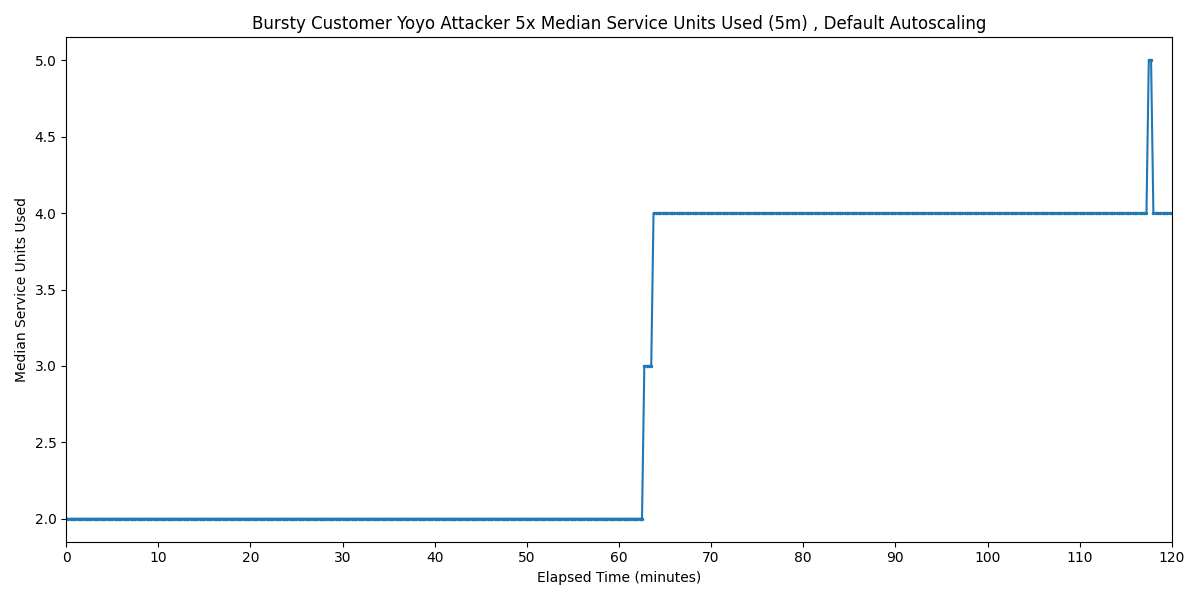 Bursty Customer Yoyo Attacker 5x Median Service Units Used (5m) , Default Autoscaling
5.0
4.5
4.0
3.5
3.0
2.5
2.0
Median Service Units Used
0 10 20 30 40 50 60 70 80 90 100 110 120
Elapsed Time (minutes)